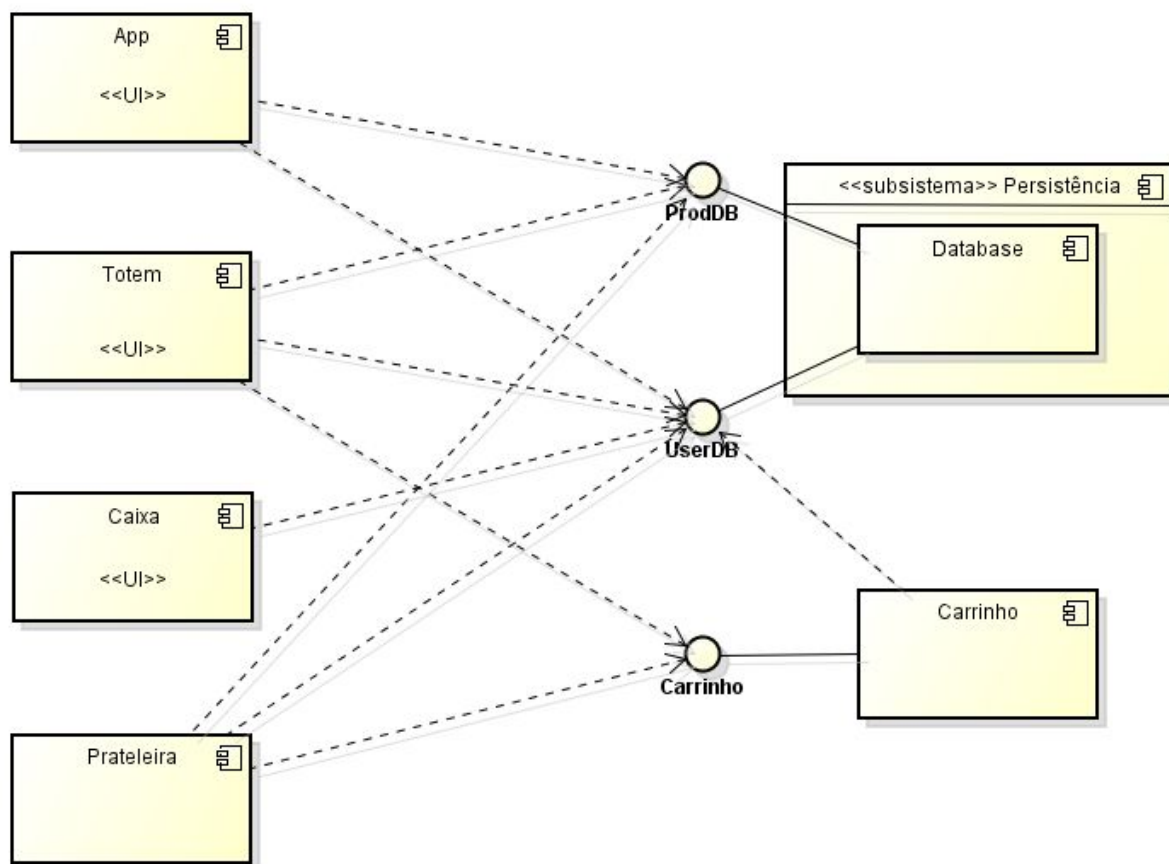 App
<<UI>>
ProdDB
<<subsistema>> Persistência
Database
Totem
<<UI>>
UserDB
Caixa
<<UI>>
Carrinho
Carrinho
Prateleira